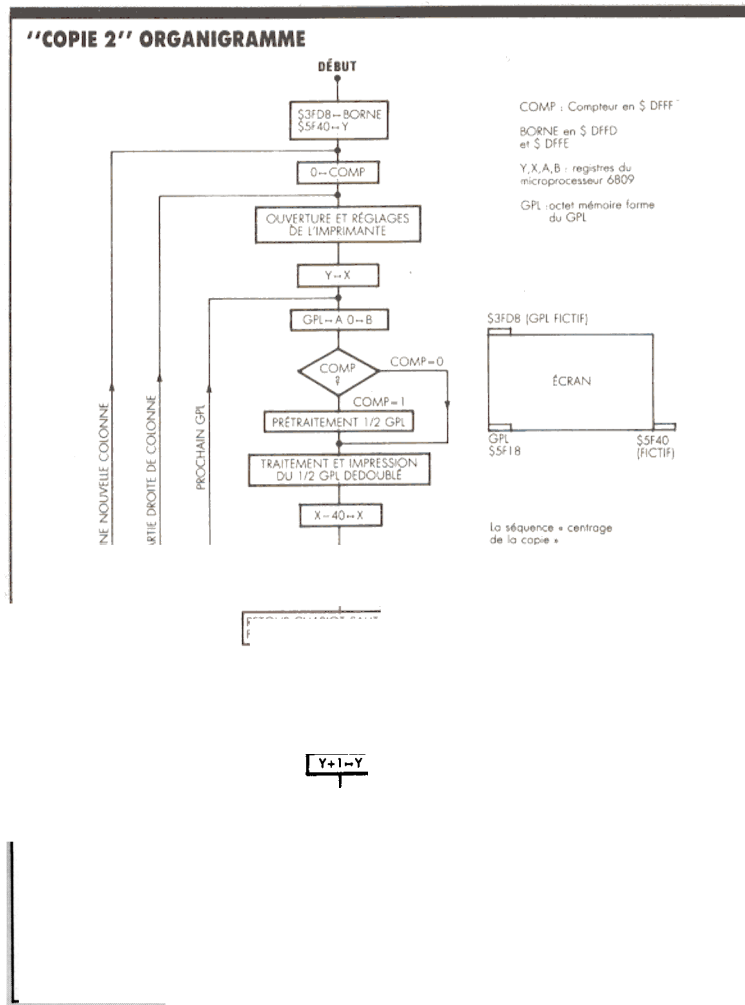 ''COPIE 2'' ORGANIGRAMME
DÉBUT
$3FD8→BORNE
$5F40→Y
0→COMP
OUVERTURE ET RÉGLAGES
DE L'IMPRIMANTE
Y→X
GPL→A 0→B
COMP
?
COMP=0
COMP=1
PRÉTRAITEMENT 1/2 GPL
TRAITEMENT ET IMPRESSION
DU 1/2 GPL DEDOUBLÉ
X-40→X
NE NOUVELLE COLONNE
RTIE DROITE DE COLONNE
PROCHAIN GPL
COMP : Compteur en $ DFFF
BORNE en $ DFFD
et $ DFFE
Y,X,A,B : registres du
microprocesseur 6809
GPL :octet mémoire forme
du GPL
$3FD8 (GPL FICTIF)
ÉCRAN
GPL
$5F18
$5F40
(FICTIF)
La séquence « centrage
de la copie »
Y+1→Y